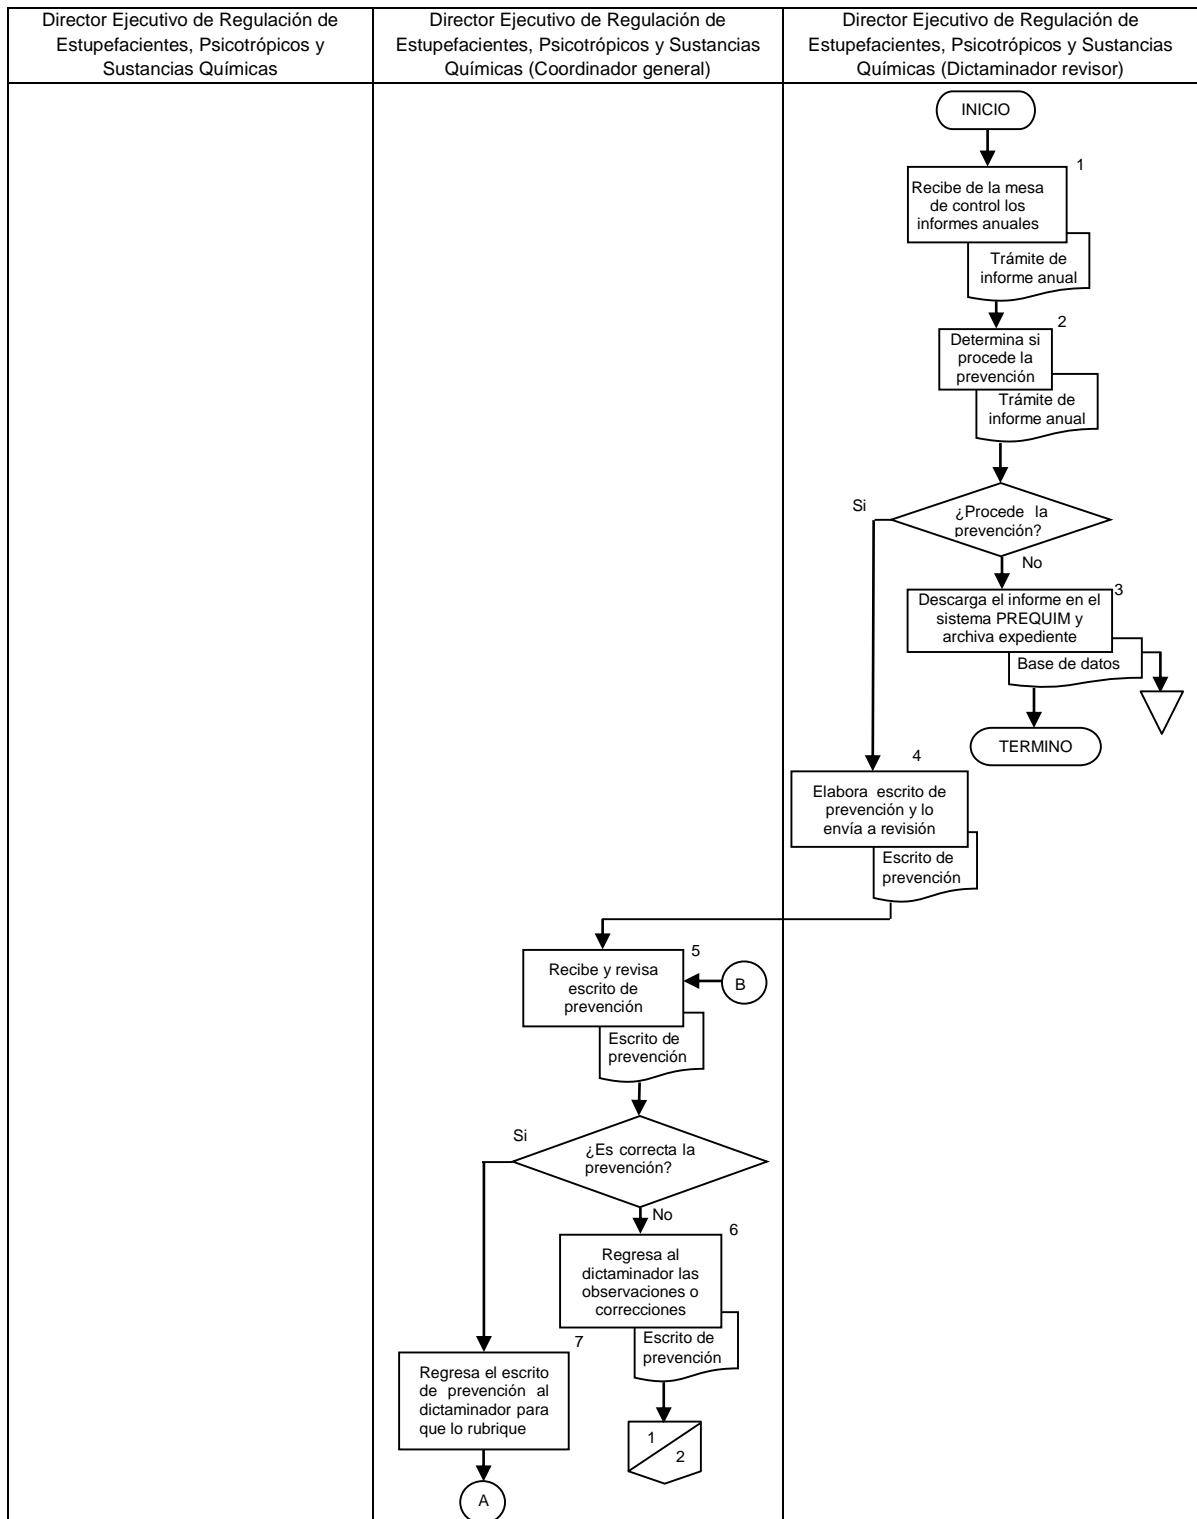 Director Ejecutivo de Regulación de
Estupefacientes, Psicotrópicos y
Sustancias Químicas
Director Ejecutivo de Regulación de
Estupefacientes, Psicotrópicos y Sustancias
Químicas (Coordinador general)
Director Ejecutivo de Regulación de
Estupefacientes, Psicotrópicos y Sustancias
Químicas (Dictaminador revisor)
INICIO
1
Recibe de la mesa
de control los
informes anuales
Trámite de
informe anual
2
Determina si
procede la
prevención
Trámite de
informe anual
¿Procede la
prevención?
Si
No
3
Descarga el informe en el
sistema PREQUIM y
archiva expediente
Base de datos
TERMINO
4
Elabora escrito de
prevención y lo
envía a revisión
Escrito de
prevención
5
Recibe y revisa
escrito de
prevención
B
Escrito de
prevención
¿Es correcta la
prevención?
Si
No
6
Regresa al
dictaminador las
observaciones o
correcciones
Escrito de
prevención
7
Regresa el escrito
de prevención al
dictaminador para
que lo rubrique
1
2
A